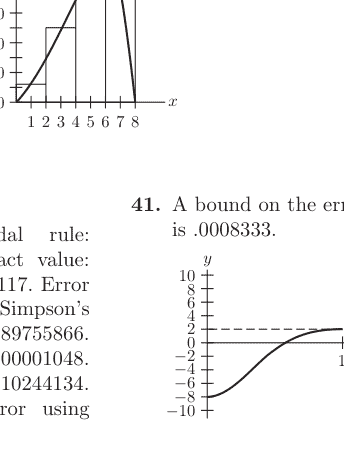 x
1 2 3 4 5 6 7 8
dal rule:
act value:
117. Error
Simpson's
89755866.
00001048.
10244134.
ror using
41. A bound on the err
is .0008333.
y
10
8
6
4
2
0
−2
−4
−6
−8
−10
1